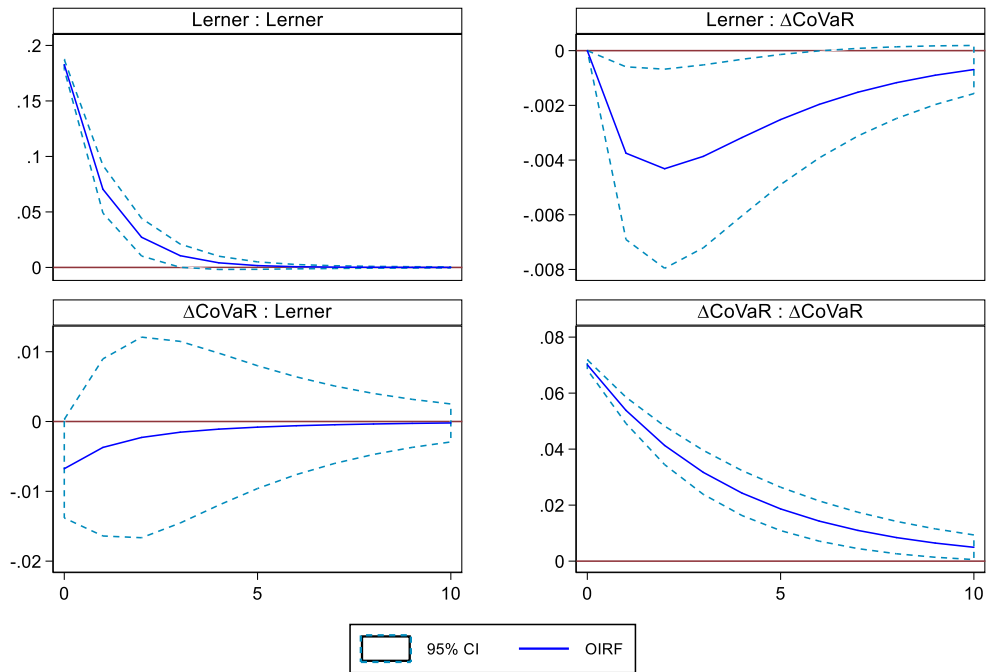 Lerner : Lerner
.2
.15
.1
.05
0
Lerner : ΔCoVaR
0
-.002
-.004
-.006
-.008
ΔCoVaR : Lerner
.01
0
-.01
-.02
0 5 10
ΔCoVaR : ΔCoVaR
.08
.06
.04
.02
0
0 5 10
95% CI OIRF